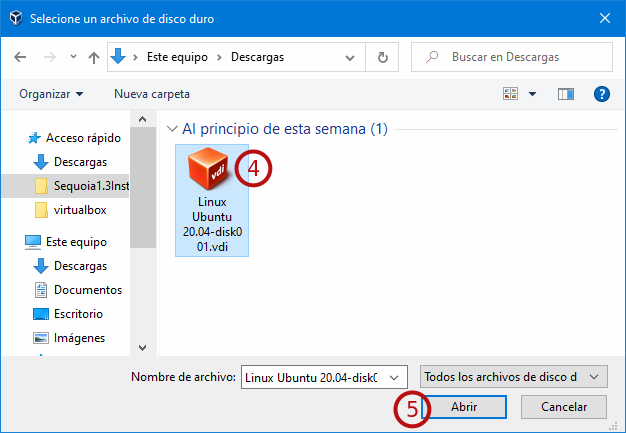 Selecione un archivo de disco duro
Este equipo
Descargas
Buscar en Descargas
Organizar
Nueva carpeta
?
Acceso rápido
Descargas
Sequoia1.3Inst
virtualbox
Este equipo
Descargas
Documentos
Escritorio
Imágenes
Al principio de esta semana (1)
vdi
4
Linux
Ubuntu
20.04-disk0
01.vdi
Nombre de archivo:
Linux Ubuntu 20.04-disk0
Todos los archivos de disco d
5
Abrir
Cancelar